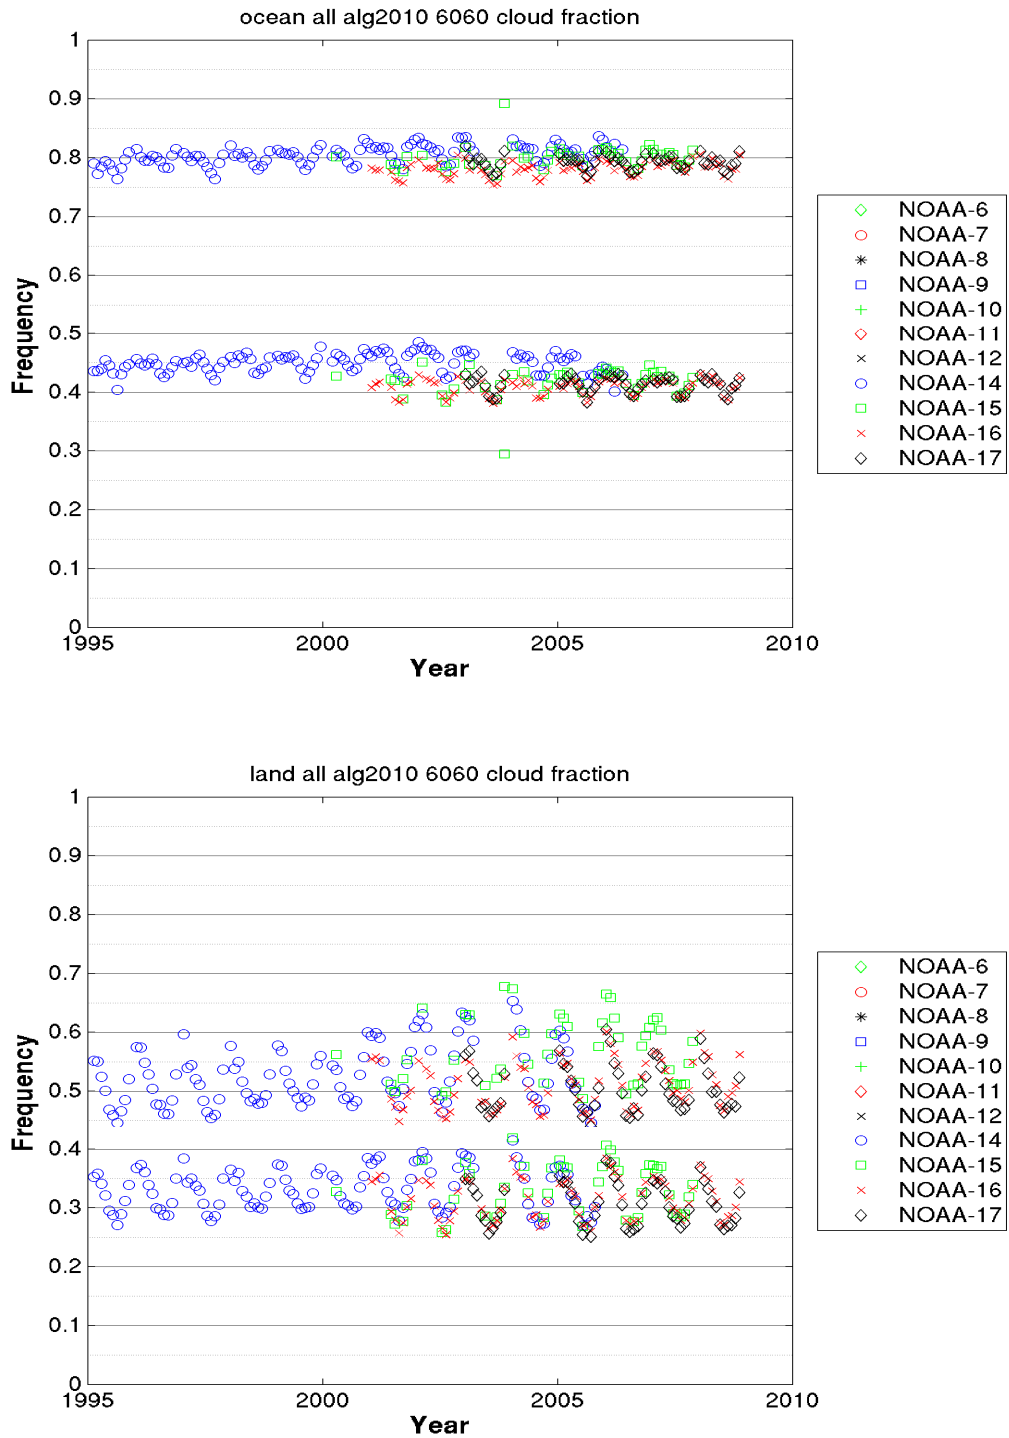 ocean all alg2010 6060 cloud fraction
1
0.9
0.8
0.7
0.6
0.5
0.4
0.3
0.2
0.1
0
Frequency
1995 2000 2005 2010
Year
NOAA-6
NOAA-7
NOAA-8
NOAA-9
NOAA-10
NOAA-11
NOAA-12
NOAA-14
NOAA-15
NOAA-16
NOAA-17
land all alg2010 6060 cloud fraction
1
0.9
0.8
0.7
0.6
0.5
0.4
0.3
0.2
0.1
0
Frequency
1995 2000 2005 2010
Year
NOAA-6
NOAA-7
NOAA-8
NOAA-9
NOAA-10
NOAA-11
NOAA-12
NOAA-14
NOAA-15
NOAA-16
NOAA-17